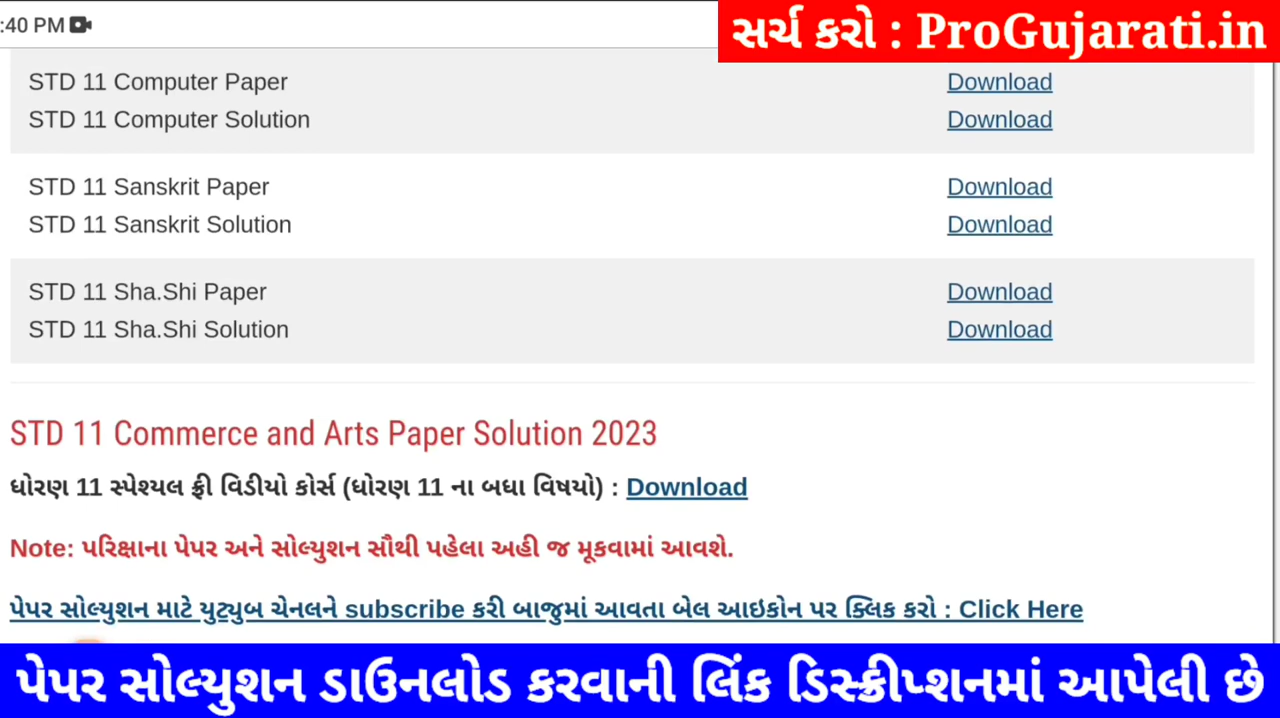 :40 PM
સર્ચ કરો : ProGujarati.in
STD 11 Computer Paper Download
STD 11 Computer Solution Download
STD 11 Sanskrit Paper Download
STD 11 Sanskrit Solution Download
STD 11 Sha.Shi Paper Download
STD 11 Sha.Shi Solution Download
STD 11 Commerce and Arts Paper Solution 2023
ધોરણ 11 સ્પેશ્યલ ફ્રી વિડીયો કોર્સ (ધોરણ 11 ના બધા વિષયો) : Download
Note: પરિક્ષાના પેપર અને સોલ્યુશન સૌથી પહેલા અહી જ મૂકવામાં આવશે.
પેપર સોલ્યુશન માટે યુટ્યુબ ચેનલને subscribe કરી બાજુમાં આવતા બેલ આઇકોન પર ક્લિક કરો : Click Here
પેપર સોલ્યુશન ડાઉનલોડ કરવાની લિંક ડિસ્ક્રીપ્શનમાં આપેલી છે